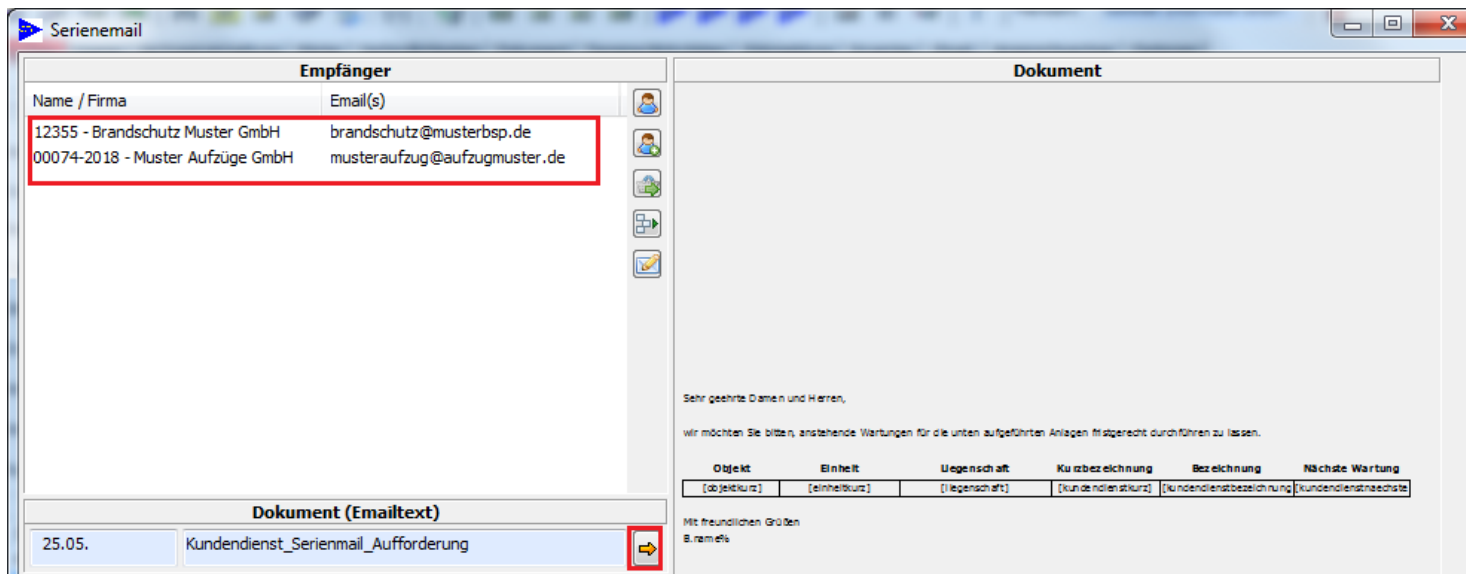 Serienemail
Empfänger
Name / Firma Email(s)
12355 - Brandschutz Muster GmbH brandschutz@musterbsp.de
00074-2018 - Muster Aufzüge GmbH musteraufzug@aufzugmuster.de
Dokument (Emailtext)
25.05. Kundendienst_Serienmail_Aufforderung
Dokument
Sehr geehrte Damen und Herren,
wir möchten Sie bitten, anstehende Wartungen für die unten aufgeführten Anlagen fristgerecht durchführen zu lassen.
Objekt Einheit Liegenschaft Kurzbezeichnung Bezeichnung Nächste Wartung
[objektkurz] [einheitkurz] [liegenschaft] [kundendienstkurz] [kundendienstbezeichnung [kundendienstnaechste
Mit freundlichen Grüßen
B.name%